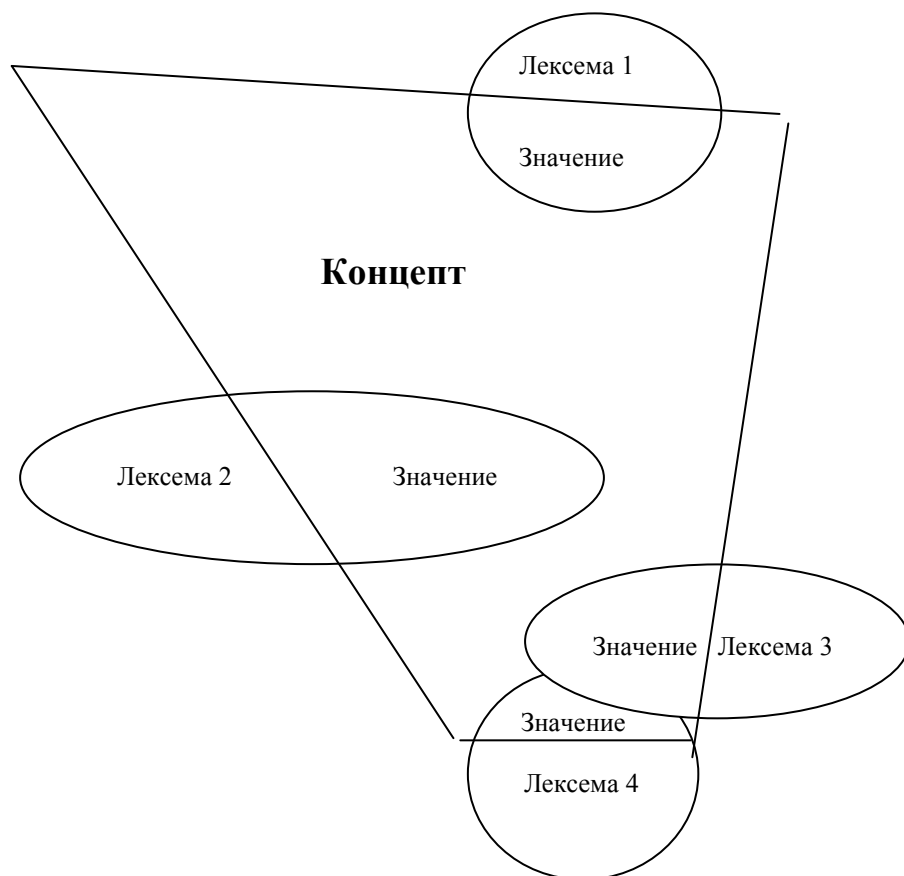 Лексема 1
Значение
Концепт
Лексема 2 Значение
Значение Лексема 3
Значение
Лексема 4